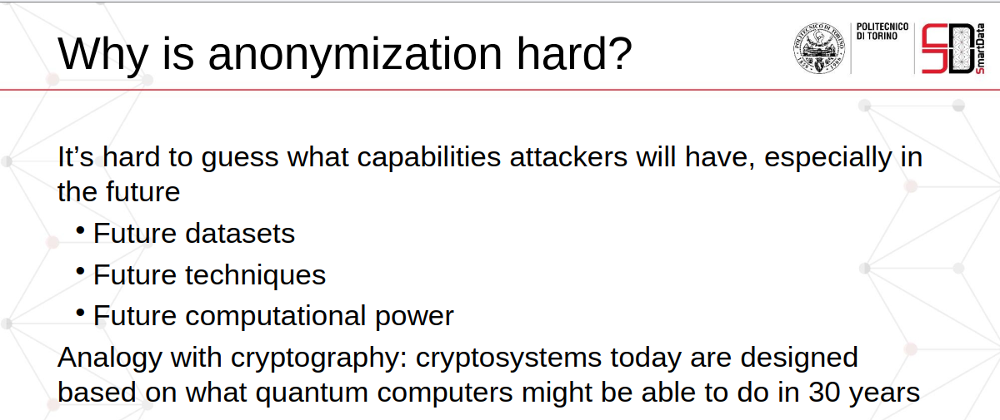 Why is anonymization hard?
POLITECNICO
DI TORINO
SmartData
It’s hard to guess what capabilities attackers will have, especially in
the future
• Future datasets
• Future techniques
• Future computational power
Analogy with cryptography: cryptosystems today are designed
based on what quantum computers might be able to do in 30 years